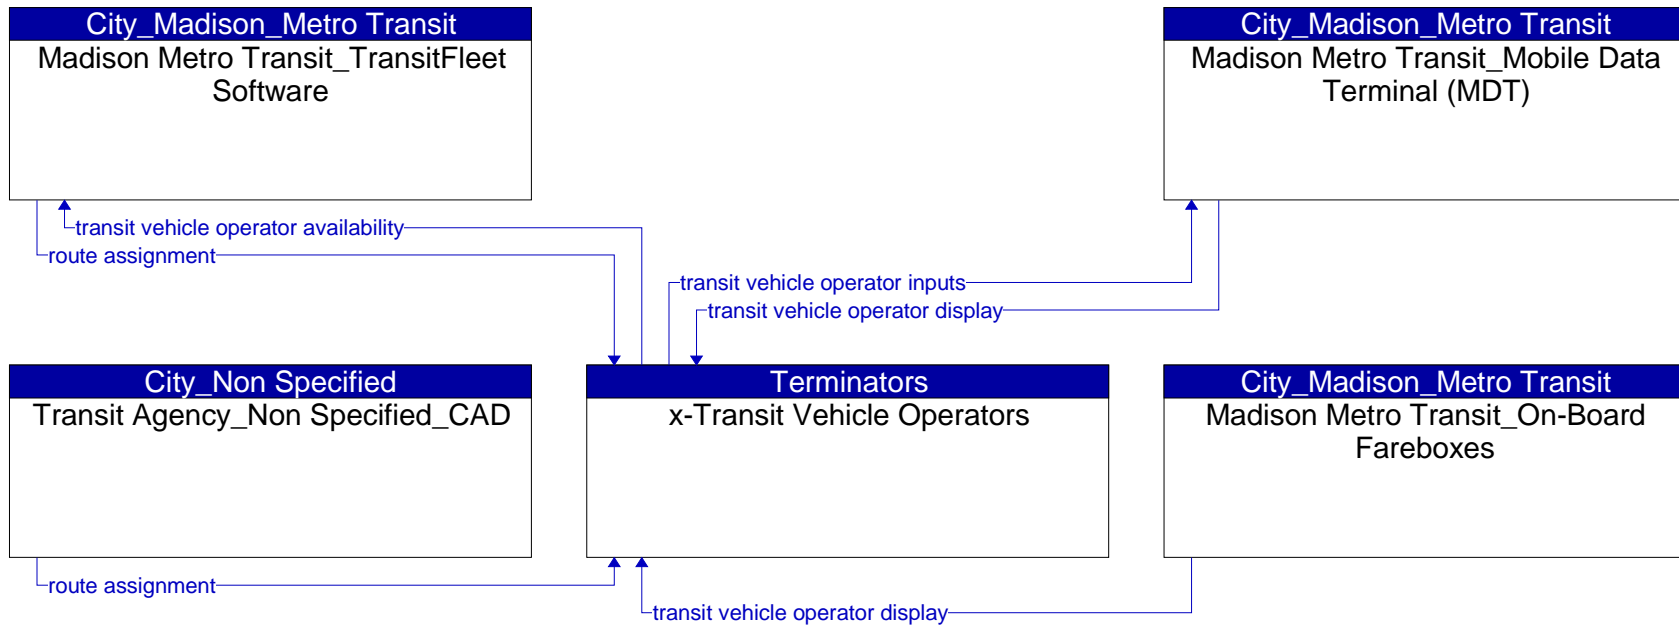 City_Madison_Metro Transit
Madison Metro Transit_TransitFleet
Software
City_Madison_Metro Transit
Madison Metro Transit_Mobile Data
Terminal (MDT)
transit vehicle operator availability
route assignment
transit vehicle operator inputs
transit vehicle operator display
City_Non Specified
Transit Agency_Non Specified_CAD
Terminators
x-Transit Vehicle Operators
City_Madison_Metro Transit
Madison Metro Transit_On-Board
Fareboxes
route assignment
transit vehicle operator display